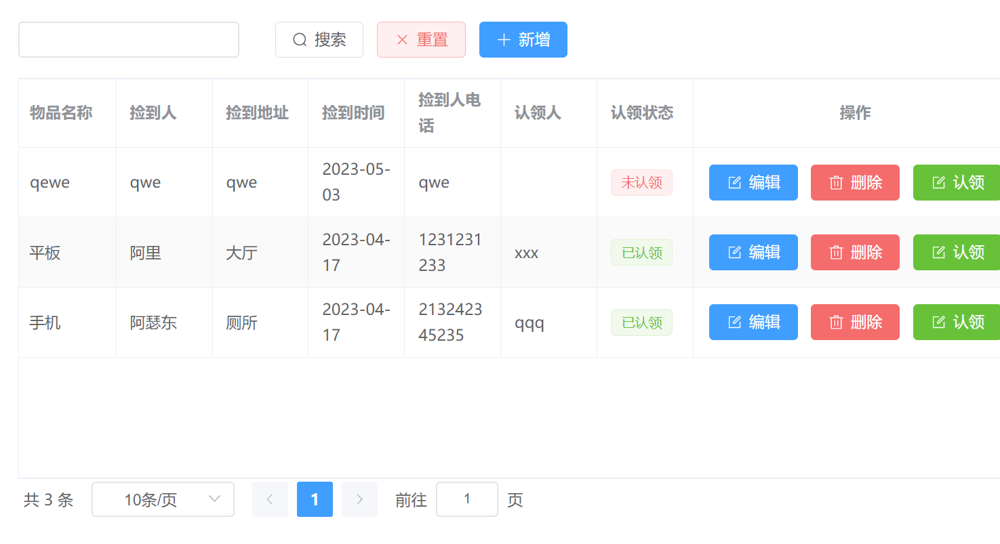 搜索 重置 新增
物品名称 捡到人 捡到地址 捡到时间 捡到人电话 认领人 认领状态 操作
qewe qwe qwe 2023-05-03 qwe 未认领 编辑 删除 认领
平板 阿里 大厅 2023-04-17 1231231233 xxx 已认领 编辑 删除 认领
手机 阿瑟东 厕所 2023-04-17 213242345235 qqq 已认领 编辑 删除 认领
共 3 条 10条/页 1 前往 1 页